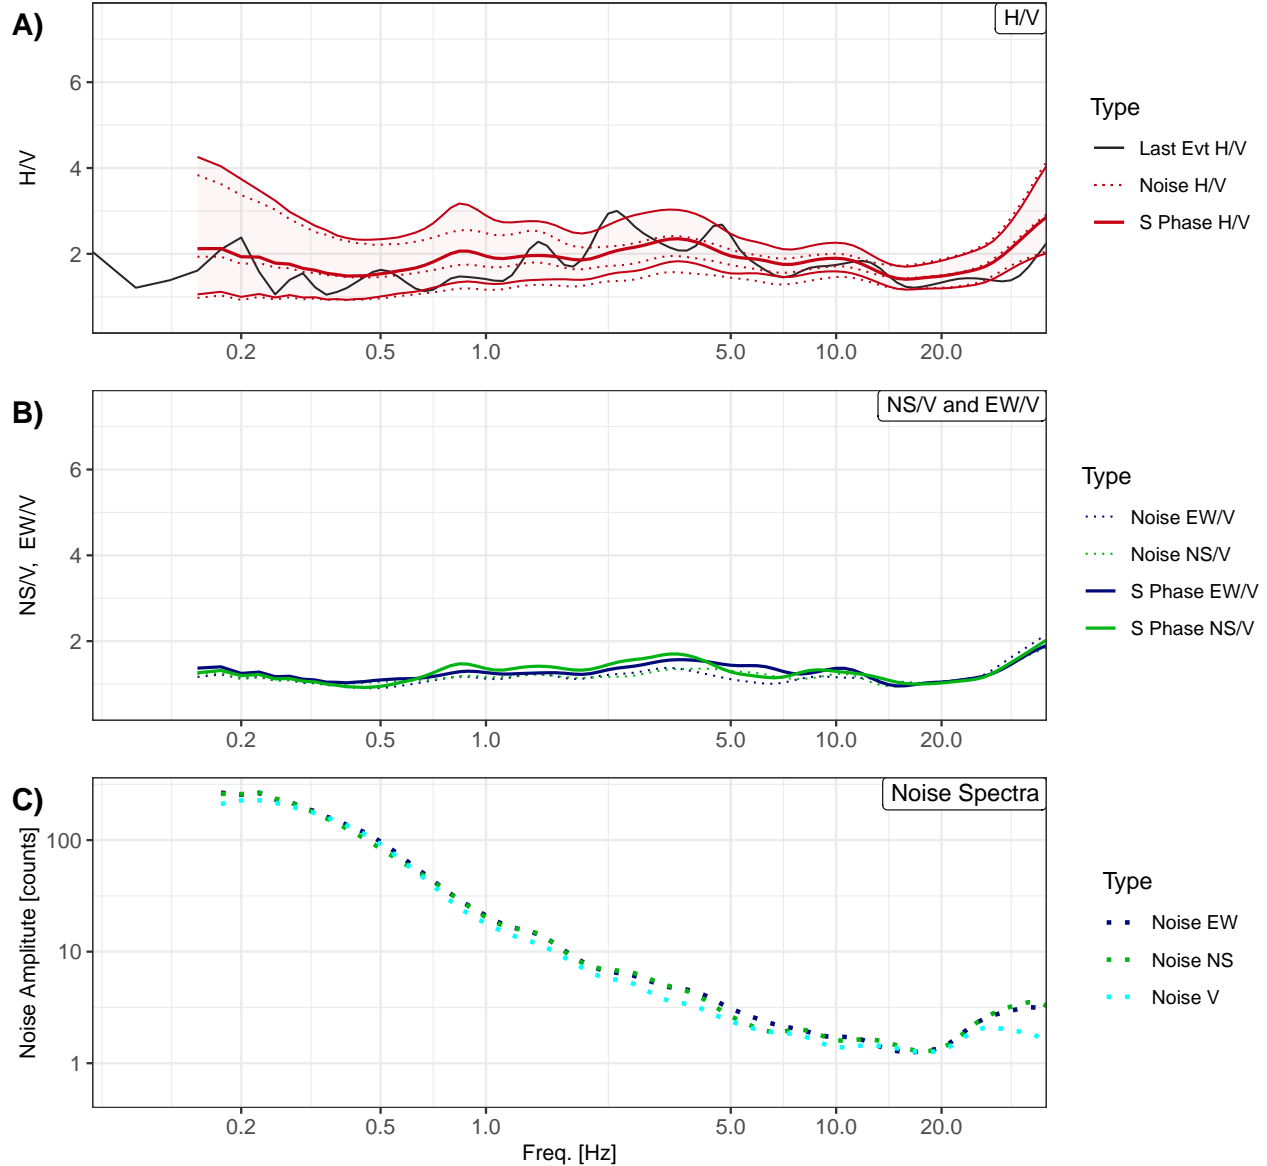 A)
H/V
6
4
2
H/V
0.2 0.5 1.0 5.0 10.0 20.0
Type
Last Evt H/V
Noise H/V
S Phase H/V
B)
NS/V and EW/V
6
4
2
NS/V, EW/V
0.2 0.5 1.0 5.0 10.0 20.0
Type
Noise EW/V
Noise NS/V
S Phase EW/V
S Phase NS/V
C)
Noise Spectra
100
10
1
Noise Amplitute [counts]
0.2 0.5 1.0 5.0 10.0 20.0
Freq. [Hz]
Type
Noise EW
Noise NS
Noise V